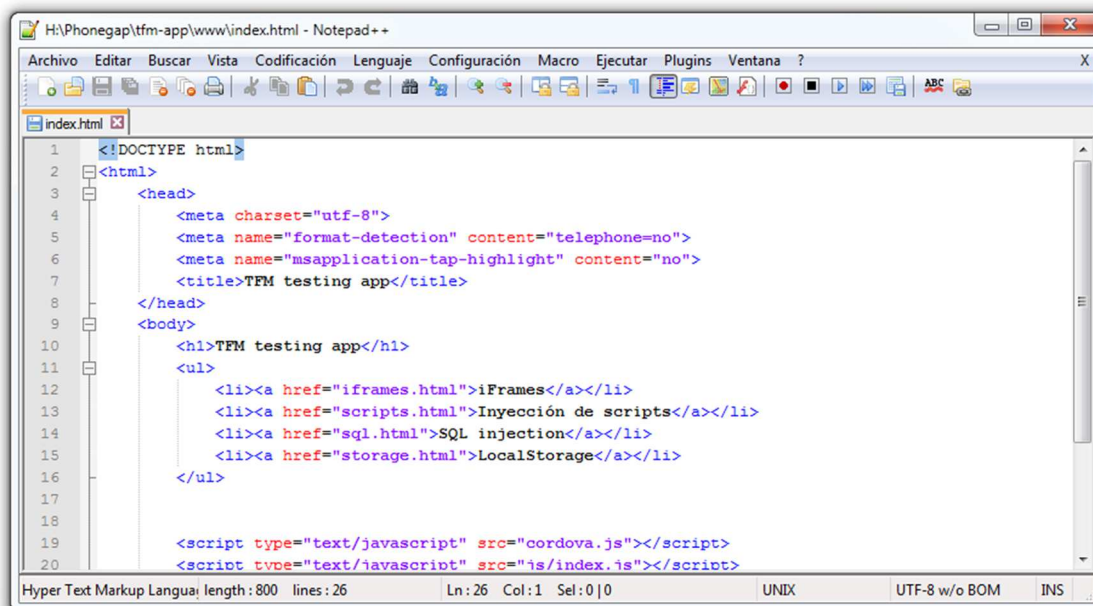 H:\Phonegap\tfm-app\www\index.html - Notepad++
Archivo Editar Buscar Vista Codificación Lenguaje Configuración Macro Ejecutar Plugins Ventana ? X
ABC
index.html
1 <!DOCTYPE html>
2 <html>
3 <head>
4 <meta charset="utf-8">
5 <meta name="format-detection" content="telephone=no">
6 <meta name="msapplication-tap-highlight" content="no">
7 <title>TFM testing app</title>
8 </head>
9 <body>
10 <h1>TFM testing app</h1>
11 <ul>
12 <li><a href="iframes.html">iFrames</a></li>
13 <li><a href="scripts.html">Inyección de scripts</a></li>
14 <li><a href="sql.html">SQL injection</a></li>
15 <li><a href="storage.html">LocalStorage</a></li>
16 </ul>
17
18
19 <script type="text/javascript" src="cordova.js"></script>
20 <script type="text/javascript" src="js/index.js"></script>
Hyper Text Markup Languag length : 800 lines : 26 Ln : 26 Col : 1 Sel : 0 | 0 UNIX UTF-8 w/o BOM INS